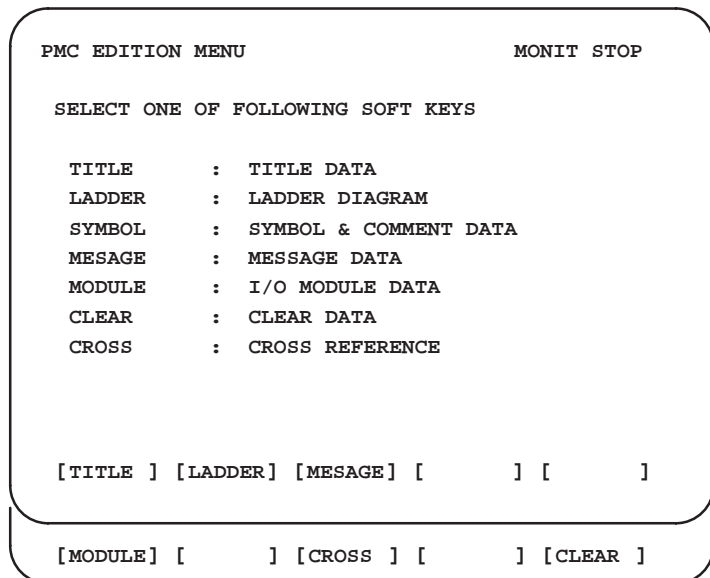 PMC EDITION MENU MONIT STOP
SELECT ONE OF FOLLOWING SOFT KEYS
TITLE : TITLE DATA
LADDER : LADDER DIAGRAM
SYMBOL : SYMBOL & COMMENT DATA
MESAGE : MESSAGE DATA
MODULE : I/O MODULE DATA
CLEAR : CLEAR DATA
CROSS : CROSS REFERENCE
[TITLE ] [LADDER] [MESAGE] [      ] [      ]
[MODULE] [      ] [CROSS ] [      ] [CLEAR ]